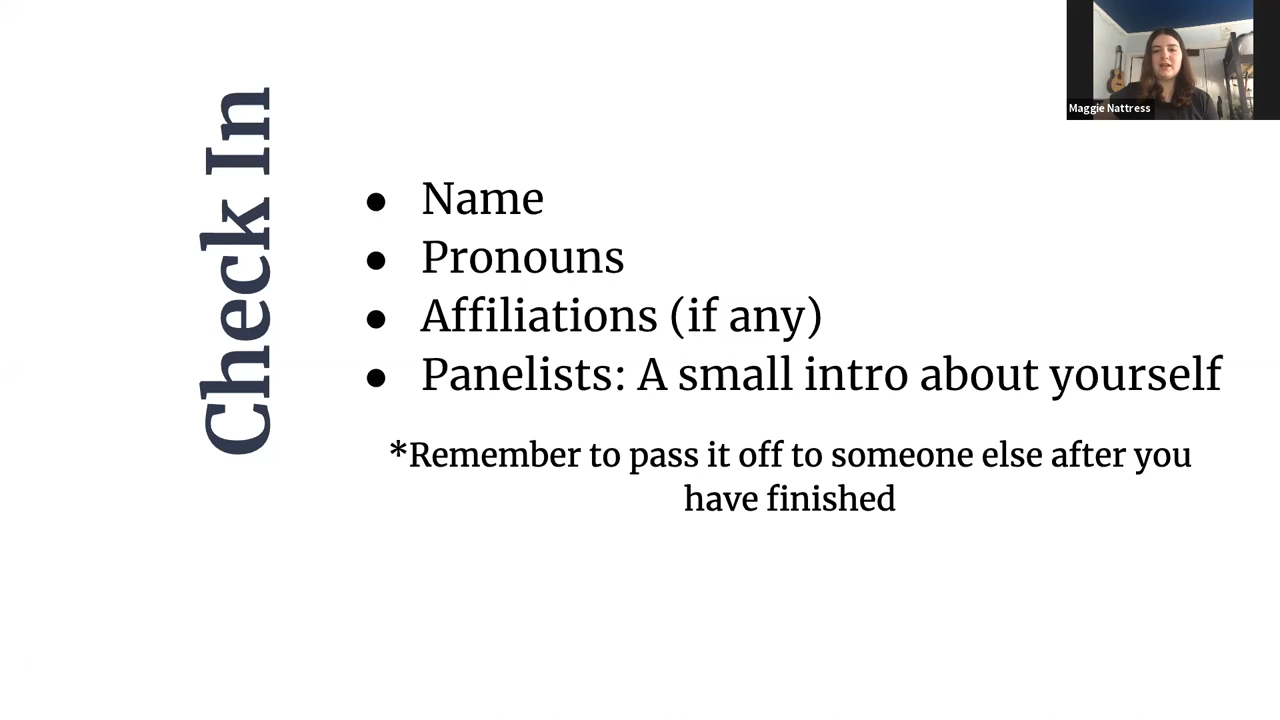 Check In
● Name
● Pronouns
● Affiliations (if any)
● Panelists: A small intro about yourself
*Remember to pass it off to someone else after you
have finished
Maggie Nattress